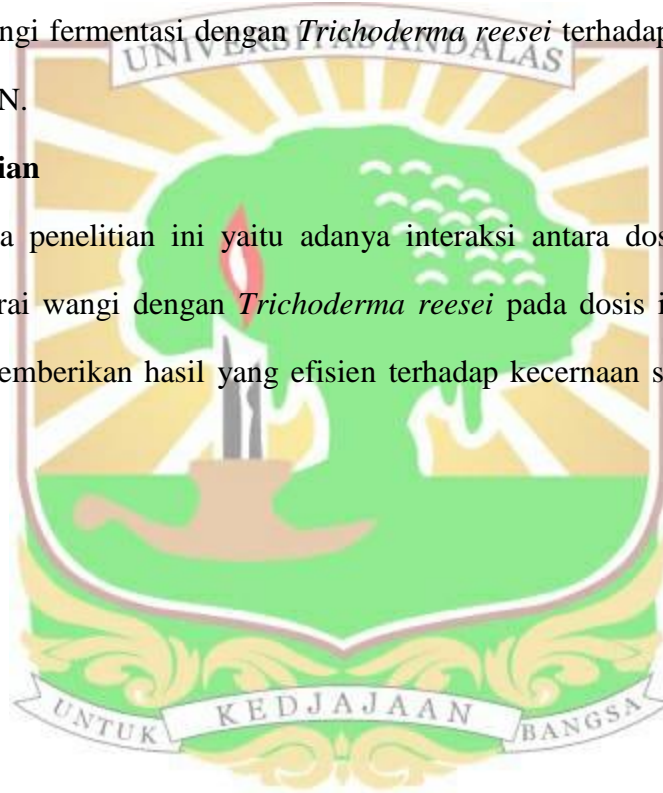 ngi fermentasi dengan Trichoderma reesei terhadap
UNIVERSITAS ANDALAS
N.
ian
a penelitian ini yaitu adanya interaksi antara dos
rai wangi dengan Trichoderma reesei pada dosis i
emberikan hasil yang efisien terhadap kecernaan s
UNTUK KEDJAJAAN BANGSA